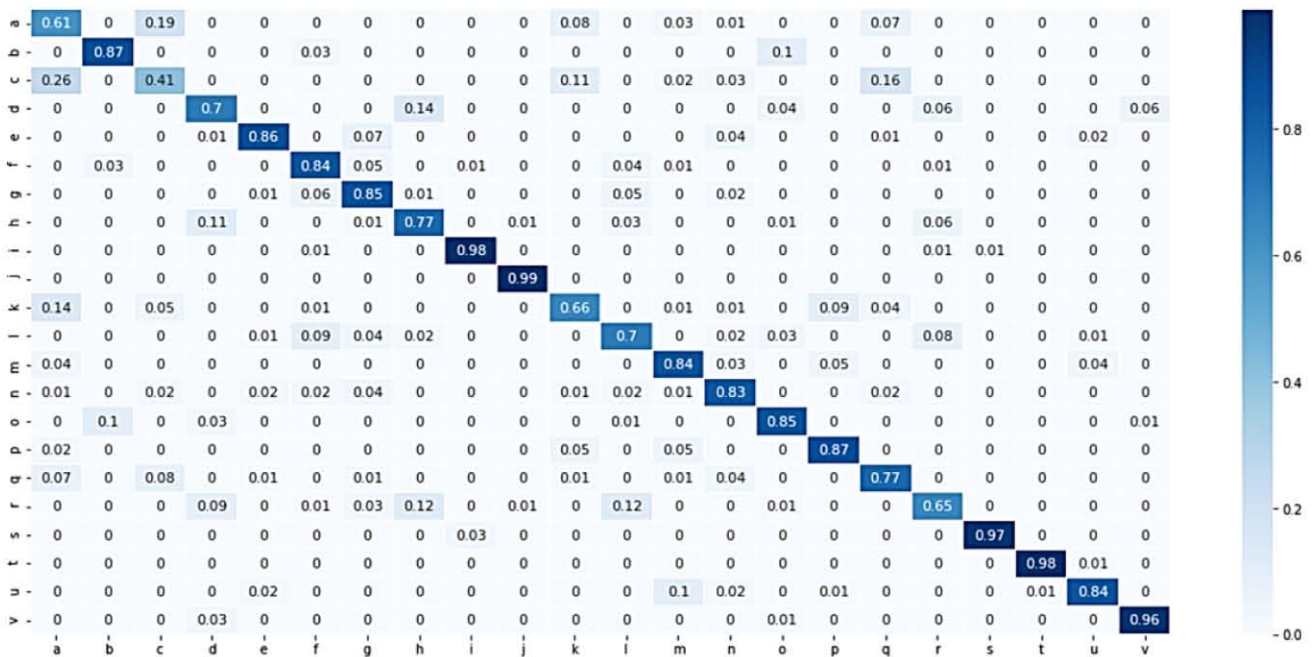 a 0.61 0 0.19 0 0 0 0 0 0 0 0.08 0 0.03 0.01 0 0 0.07 0 0 0 0 0
b 0 0.87 0 0 0 0.03 0 0 0 0 0 0 0 0 0.1 0 0 0 0 0 0 0
c 0.26 0 0.41 0 0 0 0 0 0 0 0.11 0 0.02 0.03 0 0 0.16 0 0 0 0 0
d 0 0 0 0.7 0 0 0 0.14 0 0 0 0 0 0 0.04 0 0 0.06 0 0 0 0.06
e 0 0 0 0.01 0.86 0 0.07 0 0 0 0 0 0 0.04 0 0 0.01 0 0 0 0.02 0
f 0 0.03 0 0 0 0.84 0.05 0 0.01 0 0 0.04 0.01 0 0 0 0 0.01 0 0 0 0
g 0 0 0 0 0.01 0.06 0.85 0.01 0 0 0 0.05 0 0.02 0 0 0 0 0 0 0 0
h 0 0 0 0.11 0 0 0.01 0.77 0 0.01 0 0.03 0 0 0.01 0 0 0.06 0 0 0 0
i 0 0 0 0 0 0.01 0 0 0.98 0 0 0 0 0 0 0 0 0.01 0.01 0 0 0
j 0 0 0 0 0 0 0 0 0 0.99 0 0 0 0 0 0 0 0 0 0 0 0
k 0.14 0 0.05 0 0 0.01 0 0 0 0 0.66 0 0.01 0.01 0 0.09 0.04 0 0 0 0 0
l 0 0 0 0 0.01 0.09 0.04 0.02 0 0 0 0.7 0 0.02 0.03 0 0 0.08 0 0 0.01 0
m 0.04 0 0 0 0 0 0 0 0 0 0 0 0.84 0.03 0 0.05 0 0 0 0 0.04 0
n 0.01 0 0.02 0 0.02 0.02 0.04 0 0 0 0.01 0.02 0.01 0.83 0 0 0.02 0 0 0 0 0
o 0 0.1 0 0.03 0 0 0 0 0 0 0 0.01 0 0 0.85 0 0 0 0 0 0 0.01
p 0.02 0 0 0 0 0 0 0 0 0 0.05 0 0.05 0 0 0.87 0 0 0 0 0 0
q 0.07 0 0.08 0 0.01 0 0.01 0 0 0 0.01 0 0.01 0.04 0 0 0.77 0 0 0 0 0
r 0 0 0 0.09 0 0.01 0.03 0.12 0 0.01 0 0.12 0 0 0.01 0 0 0.65 0 0 0 0
s 0 0 0 0 0 0 0 0 0.03 0 0 0 0 0 0 0 0 0 0.97 0 0 0
t 0 0 0 0 0 0 0 0 0 0 0 0 0 0 0 0 0 0 0 0.98 0.01 0
u 0 0 0 0 0.02 0 0 0 0 0 0 0 0.1 0.02 0 0.01 0 0 0 0.01 0.84 0
v 0 0 0 0.03 0 0 0 0 0 0 0 0 0 0 0.01 0 0 0 0 0 0 0.96
a b c d e f g h i j k l m n o p q r s t u v
0.8
0.6
0.4
0.2
0.0